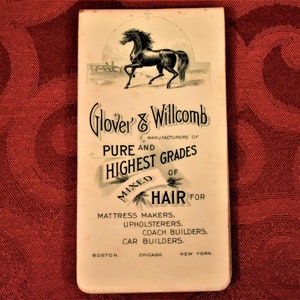 Glover & Willcomb
MANUFACTURERS OF
PURE AND
HIGHEST GRADES
MIXED OF
HAIR FOR
MATTRESS MAKERS,
UPHOLSTERERS,
COACH BUILDERS,
CAR BUILDERS.
BOSTON. CHICAGO. NEW YORK.